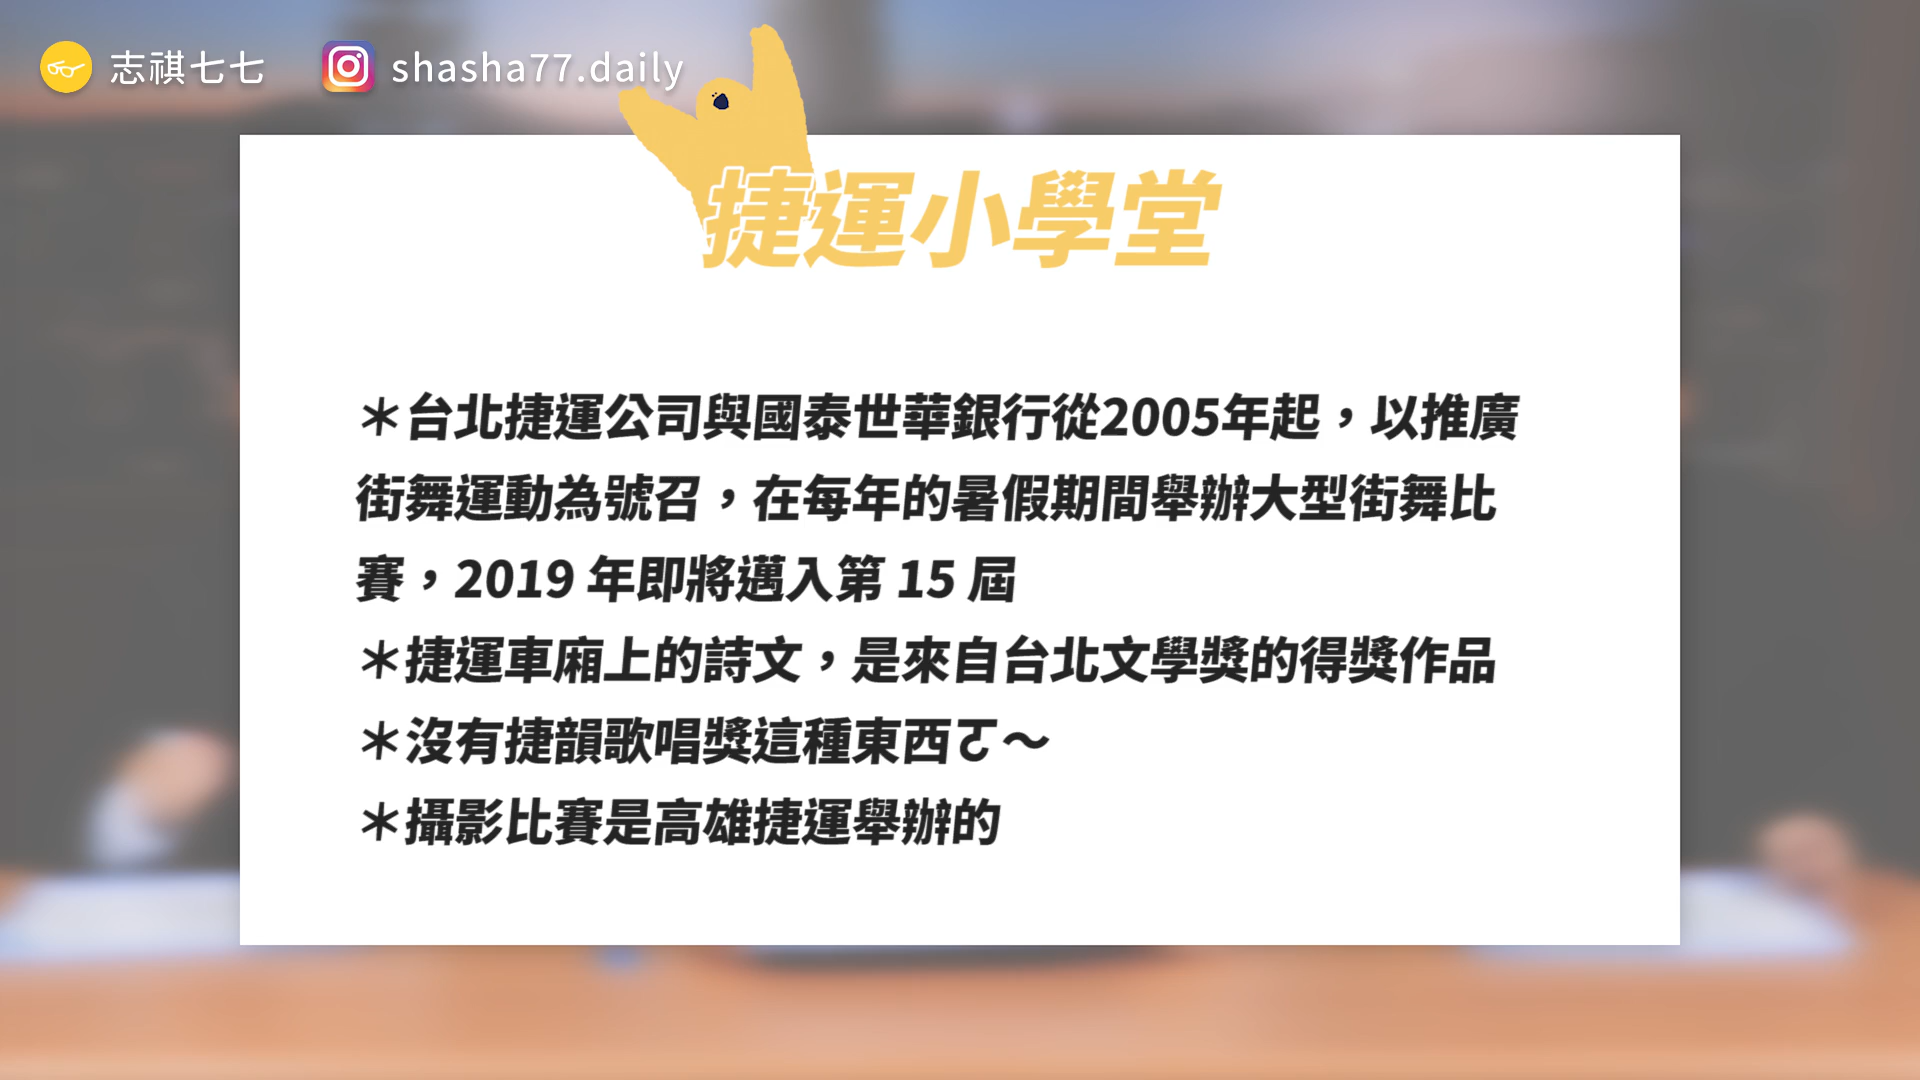 志祺七七 shasha77.daily
捷運小學堂
＊台北捷運公司與國泰世華銀行從2005年起，以推廣
街舞運動為號召，在每年的暑假期間舉辦大型街舞比
賽，2019 年即將邁入第 15 屆
＊捷運車廂上的詩文，是來自台北文學獎的得獎作品
＊沒有捷韻歌唱獎這種東西ㄛ～
＊攝影比賽是高雄捷運舉辦的